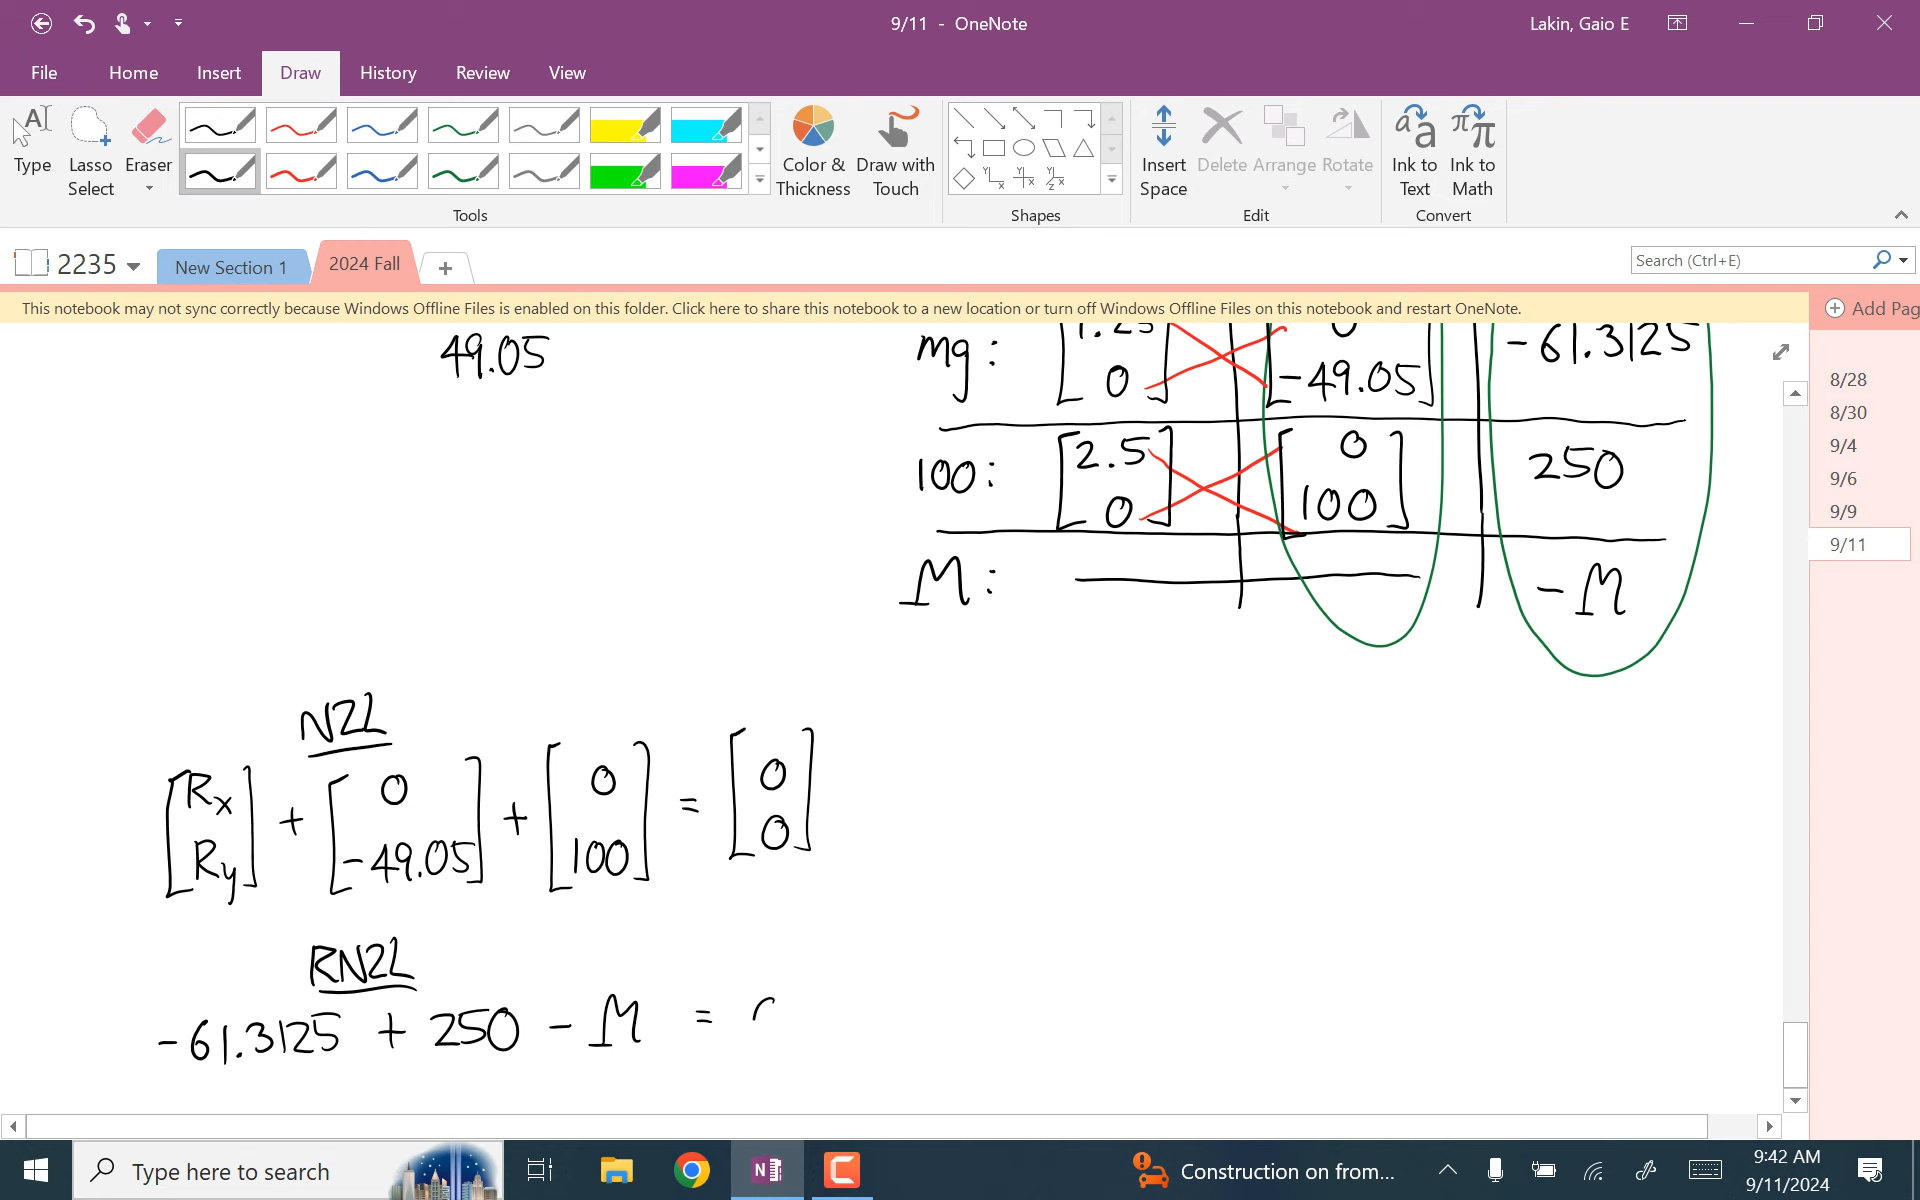 9/11 - OneNote
Lakin, Gaio E
File Home Insert Draw History Review View
Type
Lasso Select
Eraser
Color & Thickness
Draw with Touch
Insert Space
Delete
Arrange
Rotate
Ink to Text
Ink to Math
Tools
Shapes
Edit
Convert
2235
New Section 1
2024 Fall
Search (Ctrl+E)
This notebook may not sync correctly because Windows Offline Files is enabled on this folder. Click here to share this notebook to a new location or turn off Windows Offline Files on this notebook and restart OneNote.
Add Pag
8/28
8/30
9/4
9/6
9/9
9/11
49.05
mg: [1.25 0] [0 -49.05] -61.3125
100: [2.5 0] [0 100] 250
M: — -M
N2L
[Rx Ry] + [0 -49.05] + [0 100] = [0 0]
RN2L
-61.3125 + 250 - M =
Type here to search
Construction on from...
9:42 AM
9/11/2024